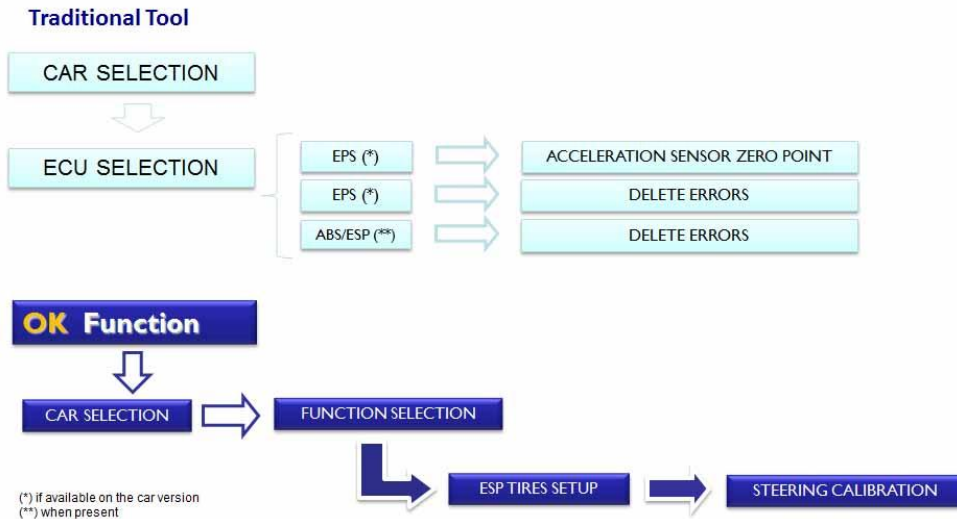 Traditional Tool
CAR SELECTION
ECU SELECTION
EPS (*)
ACCELERATION SENSOR ZERO POINT
EPS (*)
DELETE ERRORS
ABS/ESP (**)
DELETE ERRORS
OK Function
CAR SELECTION
FUNCTION SELECTION
ESP TIRES SETUP
STEERING CALIBRATION
(*) if available on the car version
(**) when present